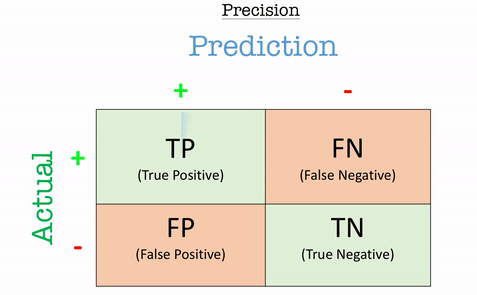 Precision
Prediction
+ -
Actual
+
TP FN
(True Positive) (False Negative)
-
FP TN
(False Positive) (True Negative)